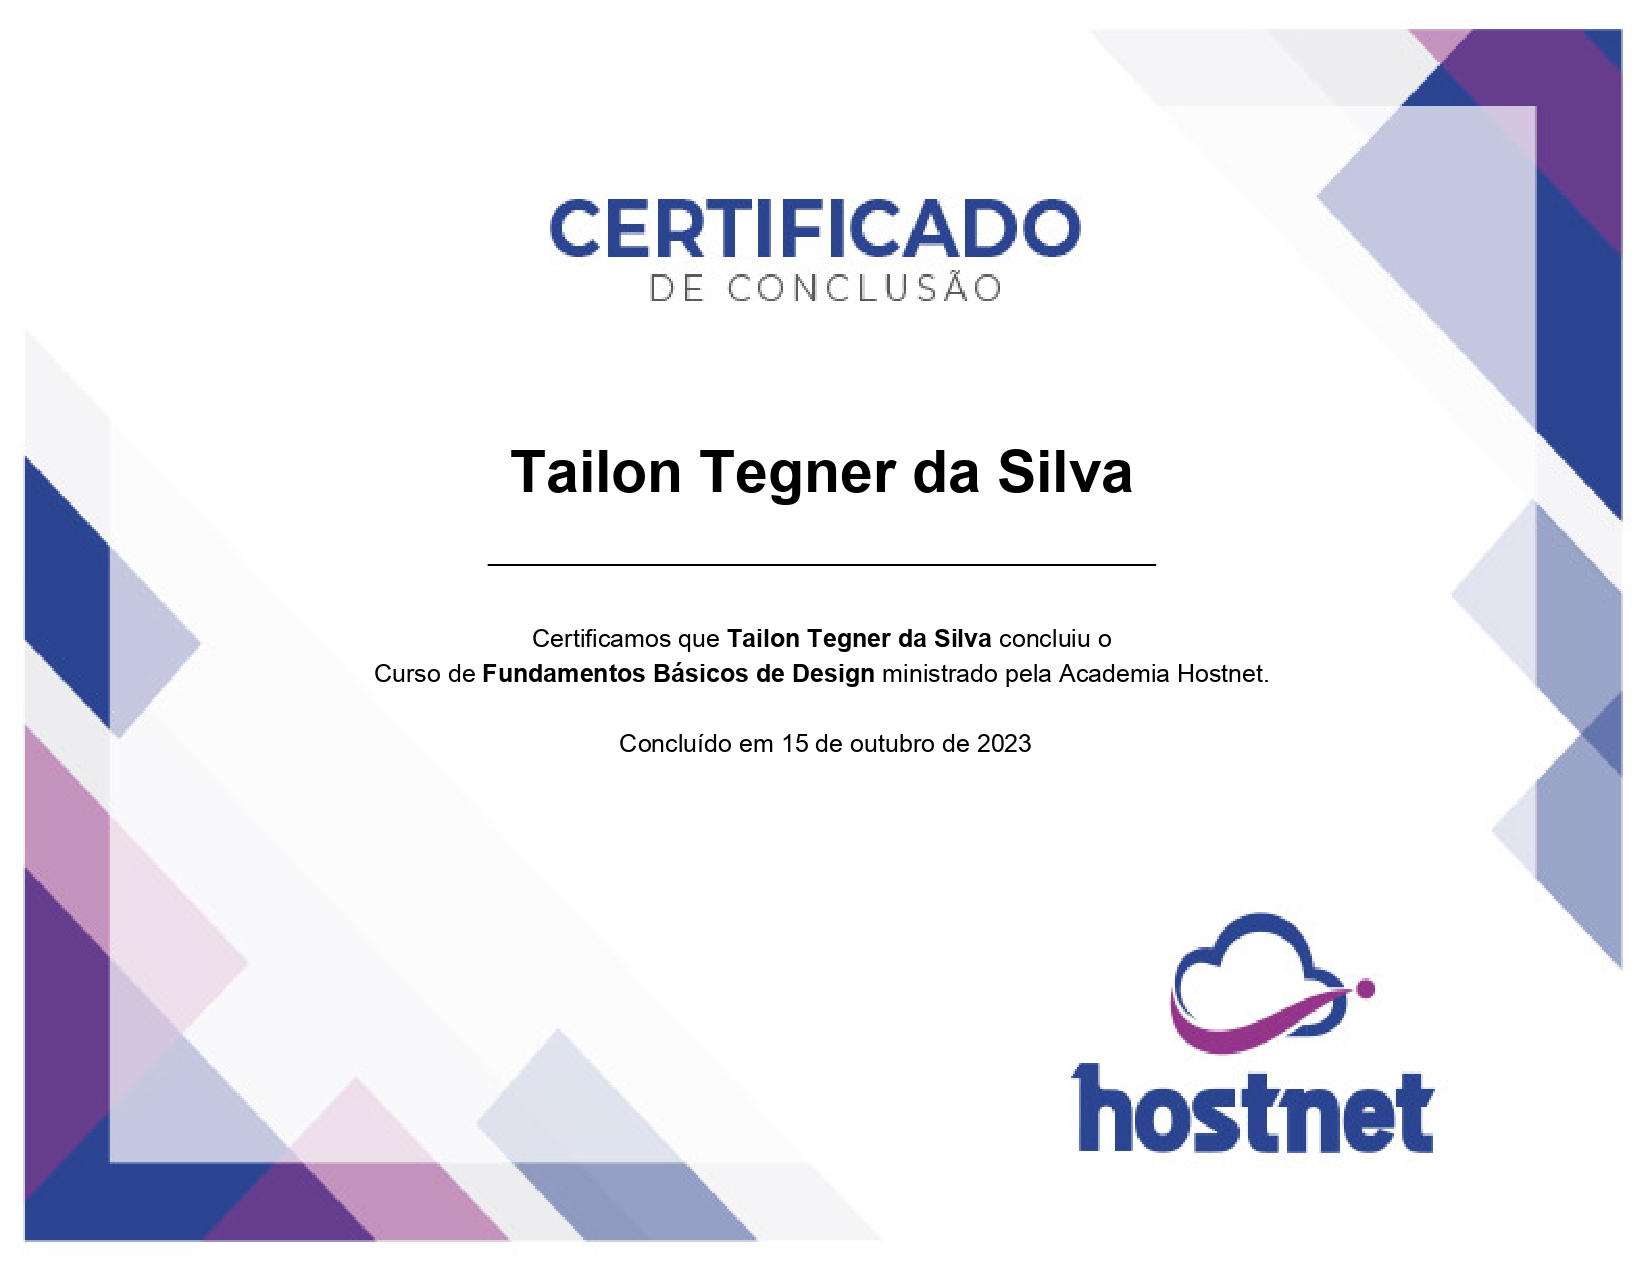 CERTIFICADO
DE CONCLUSÃO
Tailon Tegner da Silva
Certificamos que Tailon Tegner da Silva concluiu o
Curso de Fundamentos Básicos de Design ministrado pela Academia Hostnet.
Concluído em 15 de outubro de 2023
hostnet